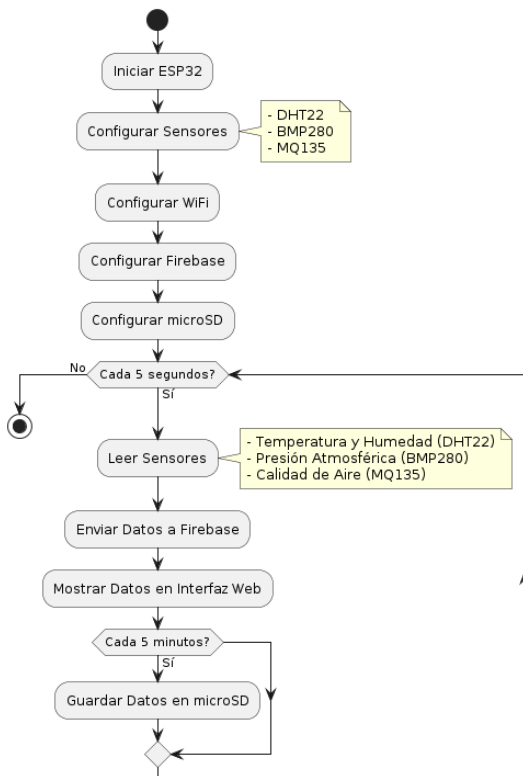 Iniciar ESP32
Configurar Sensores
- DHT22
- BMP280
- MQ135
Configurar WiFi
Configurar Firebase
Configurar microSD
No
Cada 5 segundos?
Sí
Leer Sensores
- Temperatura y Humedad (DHT22)
- Presión Atmosférica (BMP280)
- Calidad de Aire (MQ135)
Enviar Datos a Firebase
Mostrar Datos en Interfaz Web
Cada 5 minutos?
Sí
Guardar Datos en microSD